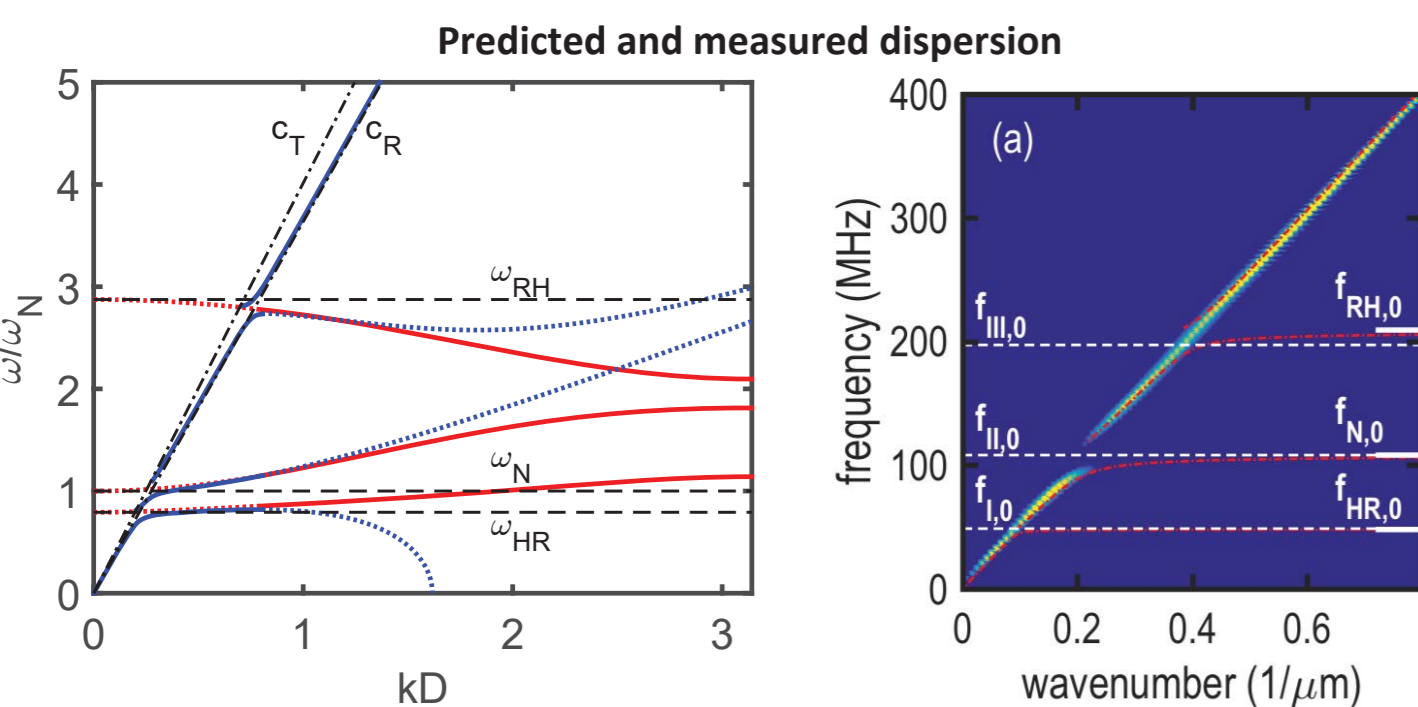 Predicted and measured dispersion
5
4
3
2
1
0
ω/ω_N
c_T
c_R
ω_RH
ω_N
ω_HR
0
1
2
3
kD
400
300
200
100
0
frequency (MHz)
(a)
f_III,0
f_II,0
f_I,0
f_RH,0
f_N,0
f_HR,0
0
0.2
0.4
0.6
wavenumber (1/μm)